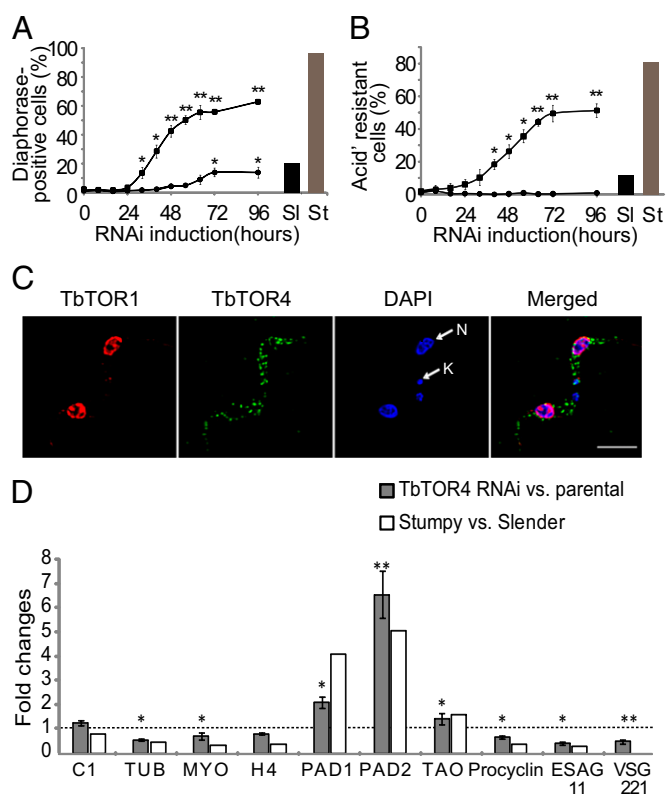 A
Diaphorase-
positive cells (%)
100
80
60
40
20
0
* * ** ** ** ** ** **
* *
0 24 48 72 96 Sl St
RNAi induction(hours)
B
Acid' resistant
cells (%)
80
60
40
20
0
* * * ** ** **
0 24 48 72 96 Sl St
RNAi induction(hours)
C
TbTOR1 TbTOR4 DAPI Merged
N
K
D
TbTOR4 RNAi vs. parental
Stumpy vs. Slender
Fold changes
8
7
6
5
4
3
2
1
0
* * * ** * * * **
C1 TUB MYO H4 PAD1 PAD2 TAO Procyclin ESAG 11 VSG 221